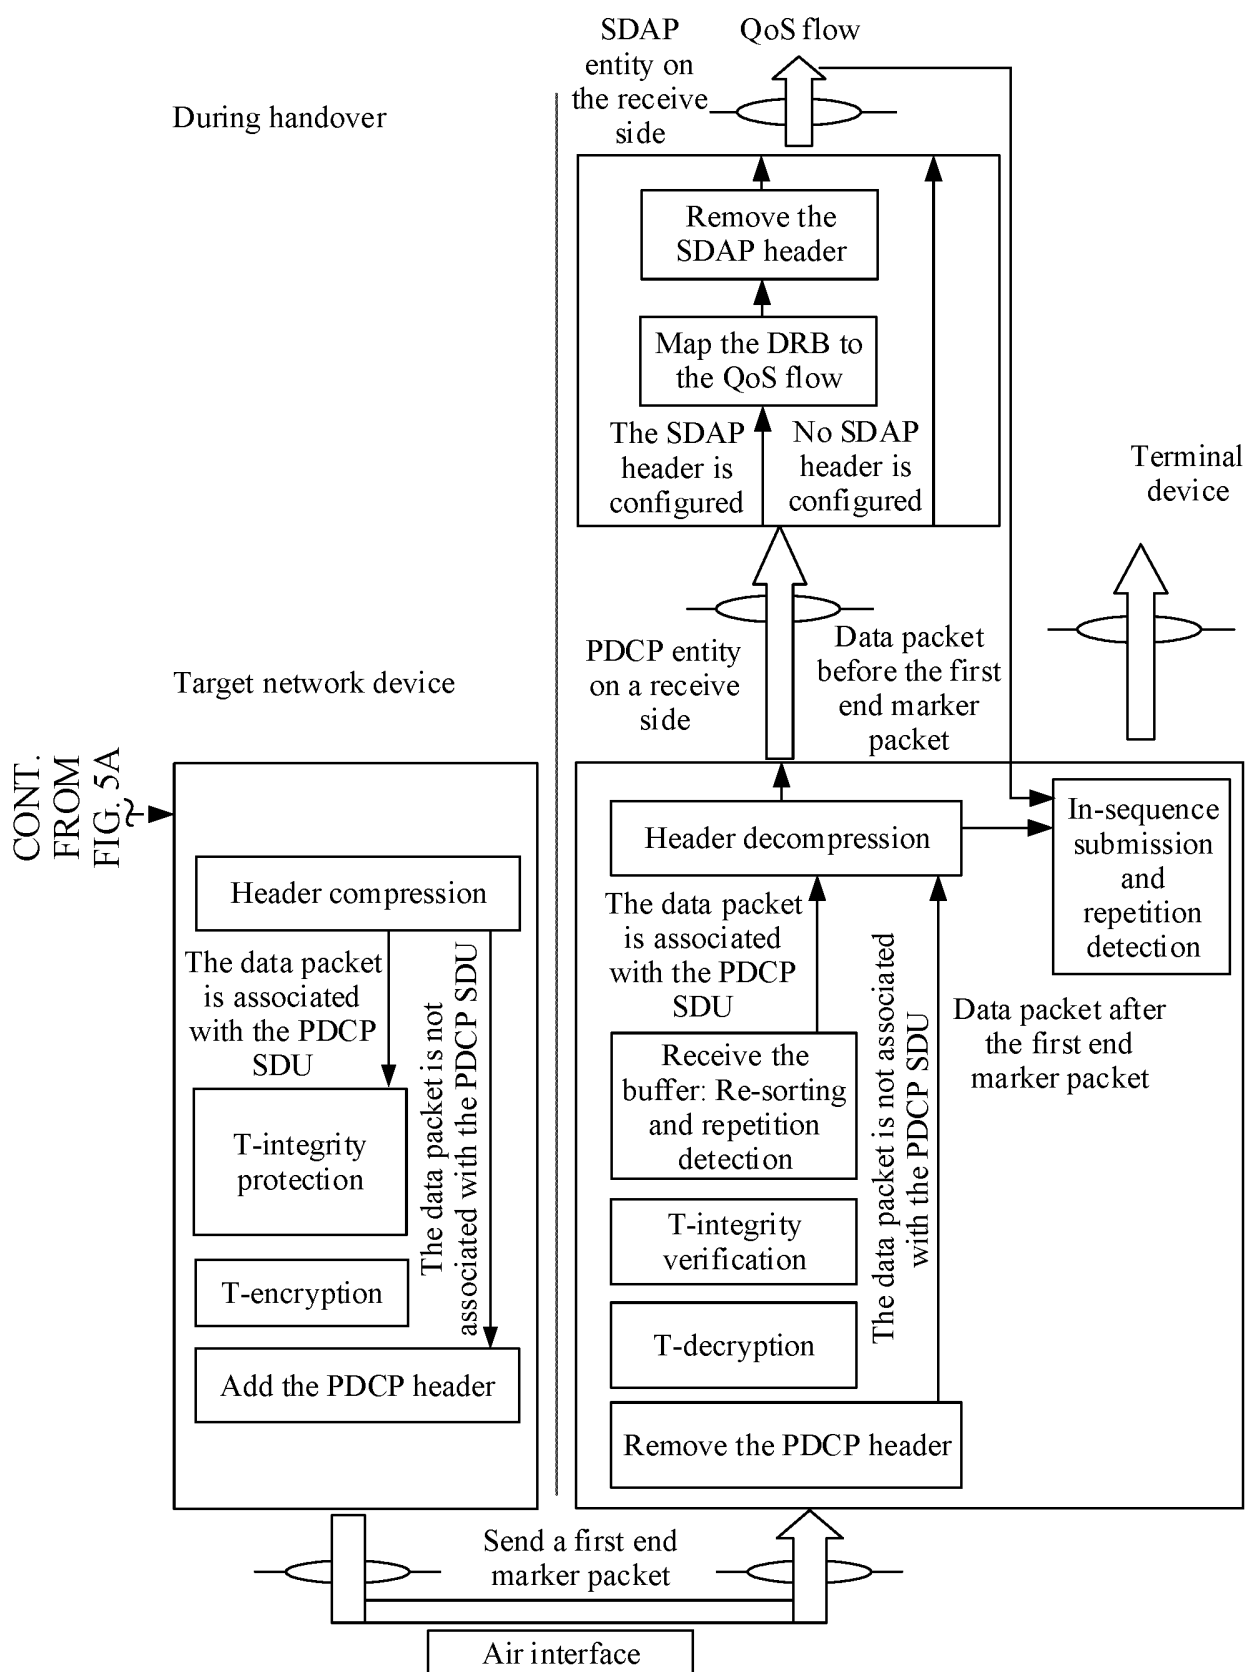 SDAP
entity on
the receive
side
QoS flow
During handover
Remove the
SDAP header
Map the DRB to
the QoS flow
The SDAP
header is
configured
No SDAP
header is
configured
Terminal
device
PDCP entity
on a receive
side
Data packet
before the first
end marker
packet
Target network device
CONT.
FROM
FIG. 5A
Header compression
The data packet
is associated
with the PDCP
SDU
The data packet is not
associated with the PDCP SDU
T-integrity
protection
T-encryption
Add the PDCP header
Header decompression
In-sequence
submission
and
repetition
detection
The data packet
is associated
with the PDCP
SDU
The data packet is not associated
with the PDCP SDU
Data packet after
the first end
marker packet
Receive the
buffer: Re-sorting
and repetition
detection
T-integrity
verification
T-decryption
Remove the PDCP header
Send a first end
marker packet
Air interface